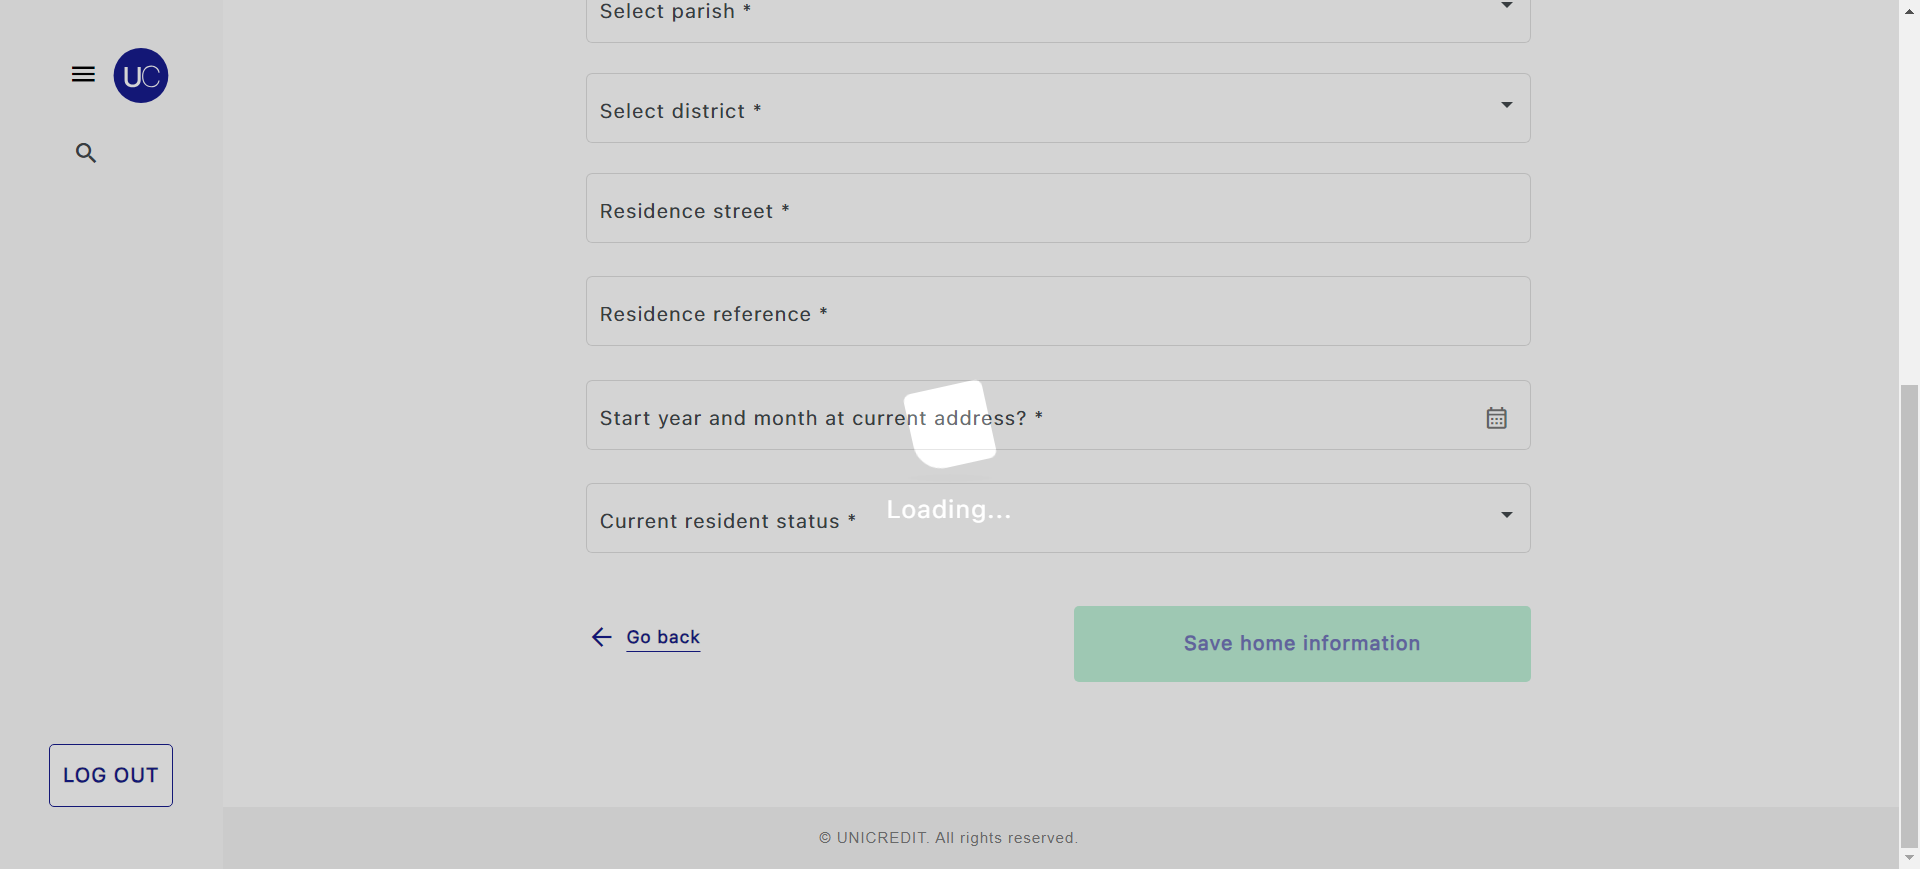 Select parish *
UC
Select district *
Residence street *
Residence reference *
Start year and month at current address? *
Loading...
Current resident status *
Go back
Save home information
LOG OUT
© UNICREDIT. All rights reserved.